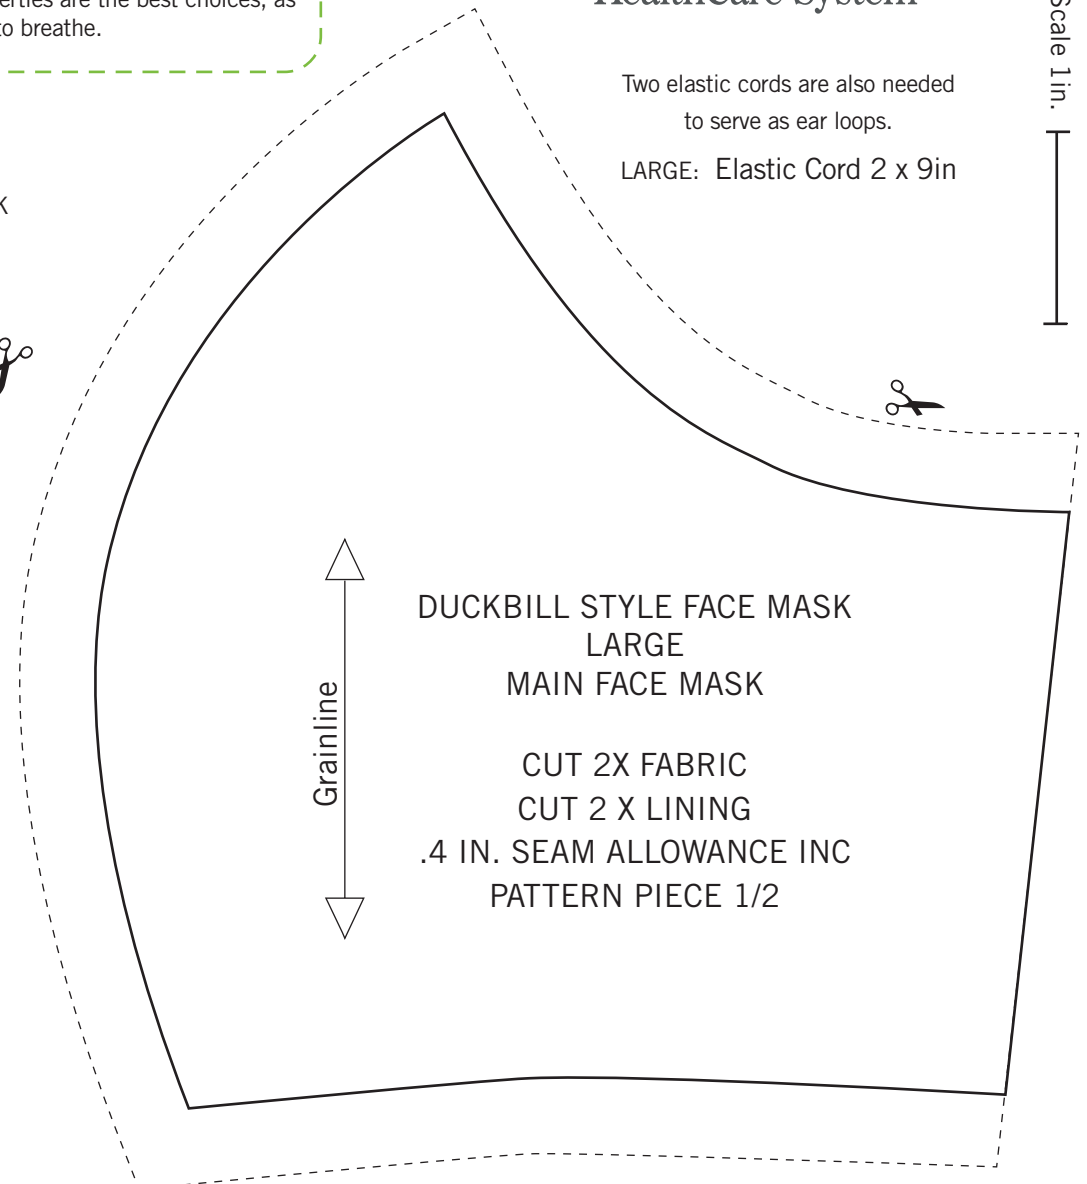 erties are the best choices, as
to breathe.
HealthCare System
Two elastic cords are also needed
to serve as ear loops.
LARGE: Elastic Cord 2 x 9in
Scale 1in.
K
Grainline
DUCKBILL STYLE FACE MASK
LARGE
MAIN FACE MASK
CUT 2X FABRIC
CUT 2 X LINING
.4 IN. SEAM ALLOWANCE INC
PATTERN PIECE 1/2